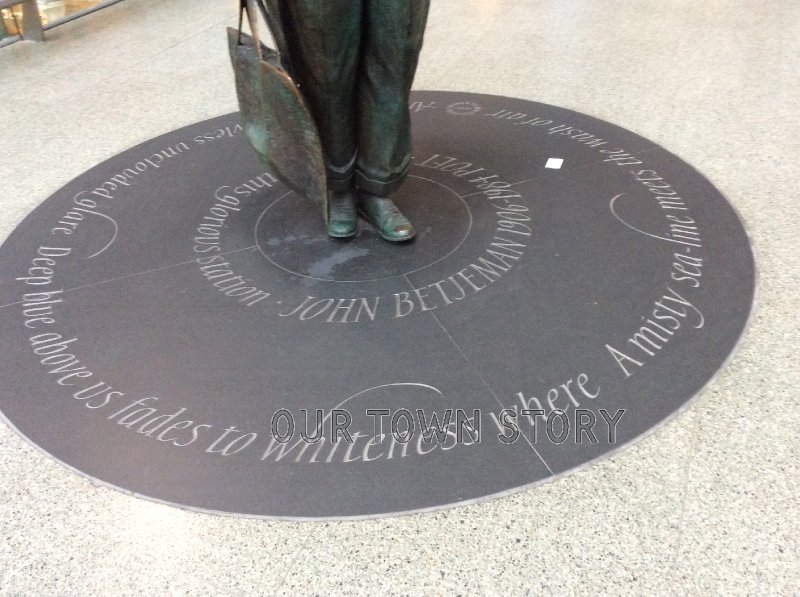 this glorious station · JOHN BETJEMAN 1906-1984 POET
unclouded glare Deep blue above us fades to whiteness where A misty sea-line meets the wash of air
OUR TOWN STORY